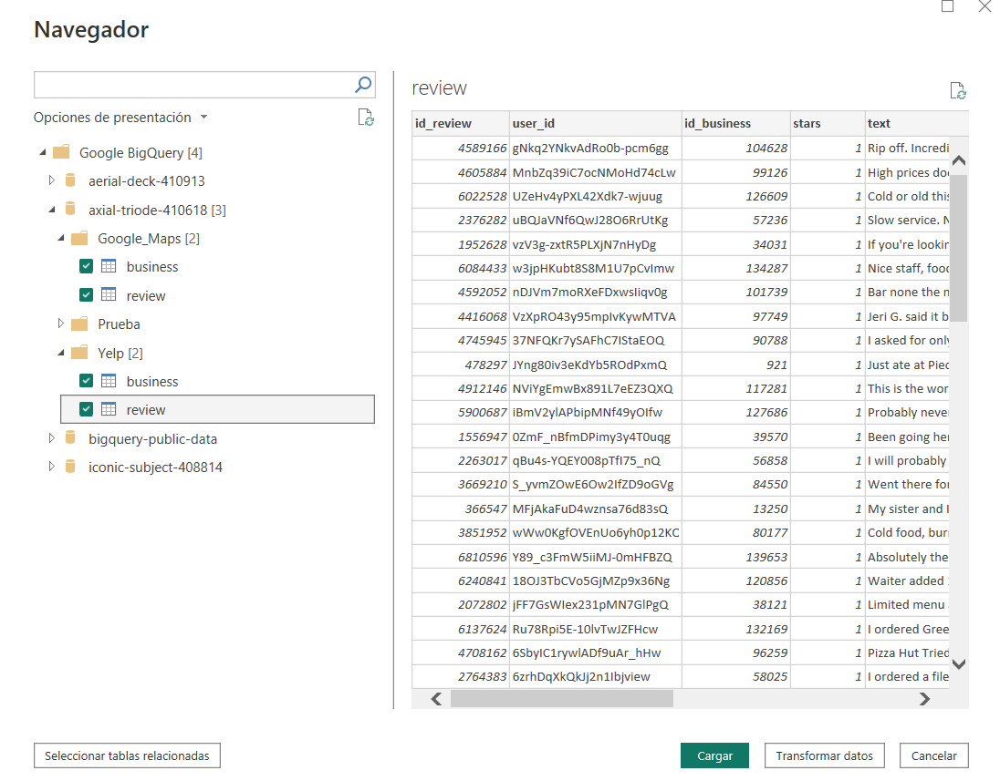 Navegador
Opciones de presentación
Google BigQuery [4]
aerial-deck-410913
axial-triode-410618 [3]
Google_Maps [2]
business
review
Prueba
Yelp [2]
business
review
bigquery-public-data
iconic-subject-408814
review
id_review user_id id_business stars text
4589166 gNkq2YNkvAdRo0b-pcm6gg 104628 1 Rip off. Incredi
4605884 MnbZq39iC7ocNMoHd74cLw 99126 1 High prices doe
6022528 UZeHv4yPXL42Xdk7-wjuug 126609 1 Cold or old this
2376282 uBQJaVNf6QwJ28O6RrUtKg 57236 1 Slow service. N
1952628 vzV3g-zxtR5PLXjN7nHyDg 34031 1 If you're lookin
6084433 w3jpHKubt8S8M1U7pCvImw 134287 1 Nice staff, food
4592052 nDJVm7moRXeFDxwsIiqv0g 101739 1 Bar none the n
4416068 VzXpRO43y95mpIvKywMTVA 97749 1 Jeri G. said it b
4745945 37NFQKr7ySAFhC7IStaEOQ 90788 1 I asked for only
478297 JYng80iv3eKdYb5ROdPxmQ 921 1 Just ate at Pied
4912146 NViYgEmwBx891L7eEZ3QXQ 117281 1 This is the wor
5900687 iBmV2ylAPbipMNf49yOIfw 127686 1 Probably neve
1556947 0ZmF_nBfmDPimy3y4T0uqg 39570 1 Been going her
2263017 qBu4s-YQEY008pTfI75_nQ 56858 1 I will probably
3669210 S_yvmZOwE6Ow2IfZD9oGVg 84550 1 Went there for
366547 MFjAkaFuD4wznsa76d83sQ 13250 1 My sister and I
3851952 wWw0KgfOVEnUo6yh0p12KC 80177 1 Cold food, burn
6810596 Y89_c3FmW5iiMJ-0mHFBZQ 139653 1 Absolutely the
6240841 18OJ3TbCVo5GjMZp9x36Ng 120856 1 Waiter added
2072802 jFF7GsWIex231pMN7GlPgQ 38121 1 Limited menu
6137624 Ru78Rpi5E-10lvTwJZFHcw 132169 1 I ordered Gree
4708162 6SbyIC1rywlADf9uAr_hHw 96259 1 Pizza Hut Tried
2764383 6zrhDqXkQkJj2n1Ibjview 58025 1 I ordered a file
Seleccionar tablas relacionadas
Cargar
Transformar datos
Cancelar